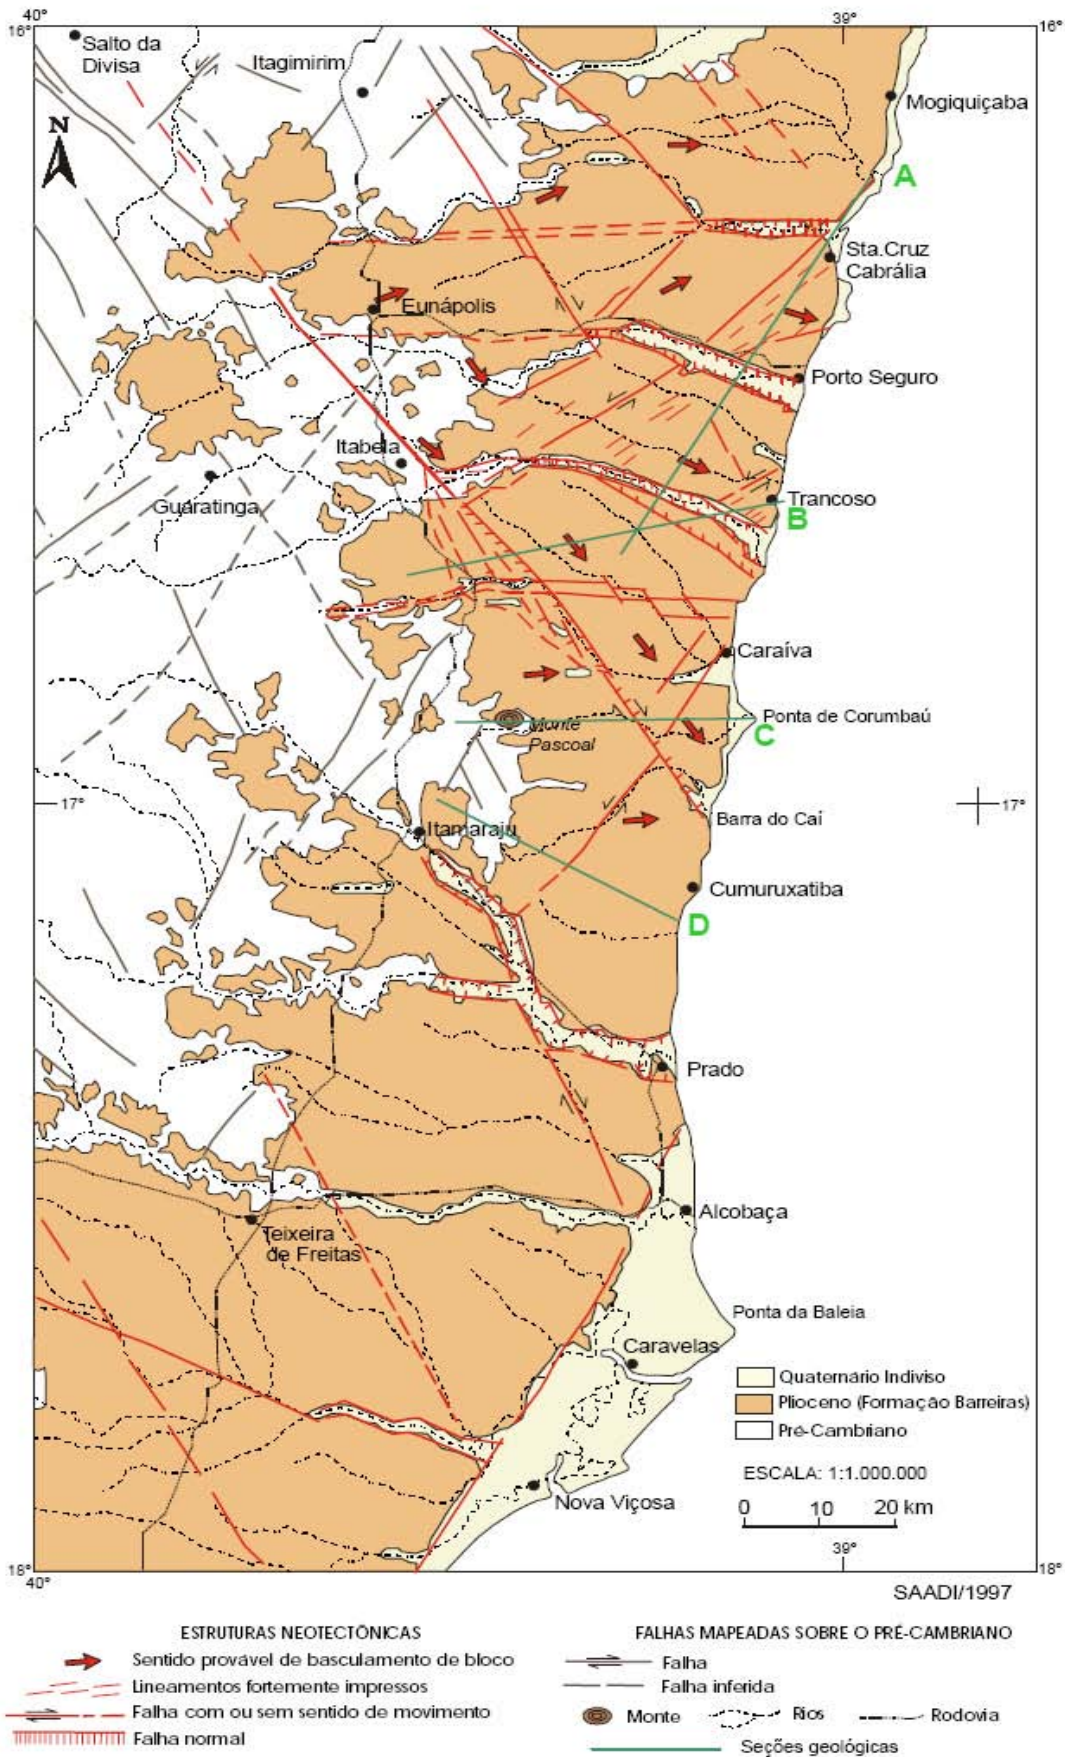 40°
39°
16°
16°
Salto da
Divisa
Itagimirim
Mogiquiçaba
N
A
Sta.Cruz
Cabrália
Eunápolis
Porto Seguro
Itabela
Guaratinga
Trancoso
B
Caraíva
Ponta de Corumbaú
C
Monte
Pascoal
17°
17°
Barra do Caí
Itamaraju
Cumuruxatiba
D
Prado
Alcobaça
Teixeira
de Freitas
Ponta da Baleia
Caravelas
Quaternário Indiviso
Plioceno (Formação Barreiras)
Pré-Cambriano
ESCALA: 1:1.000.000
0 10 20 km
Nova Viçosa
18°
18°
40°
39°
SAADI/1997
ESTRUTURAS NEOTECTÔNICAS
Sentido provável de basculamento de bloco
Lineamentos fortemente impressos
Falha com ou sem sentido de movimento
Falha normal
FALHAS MAPEADAS SOBRE O PRÉ-CAMBRIANO
Falha
Falha inferida
Monte
Rios
Rodovia
Seções geológicas